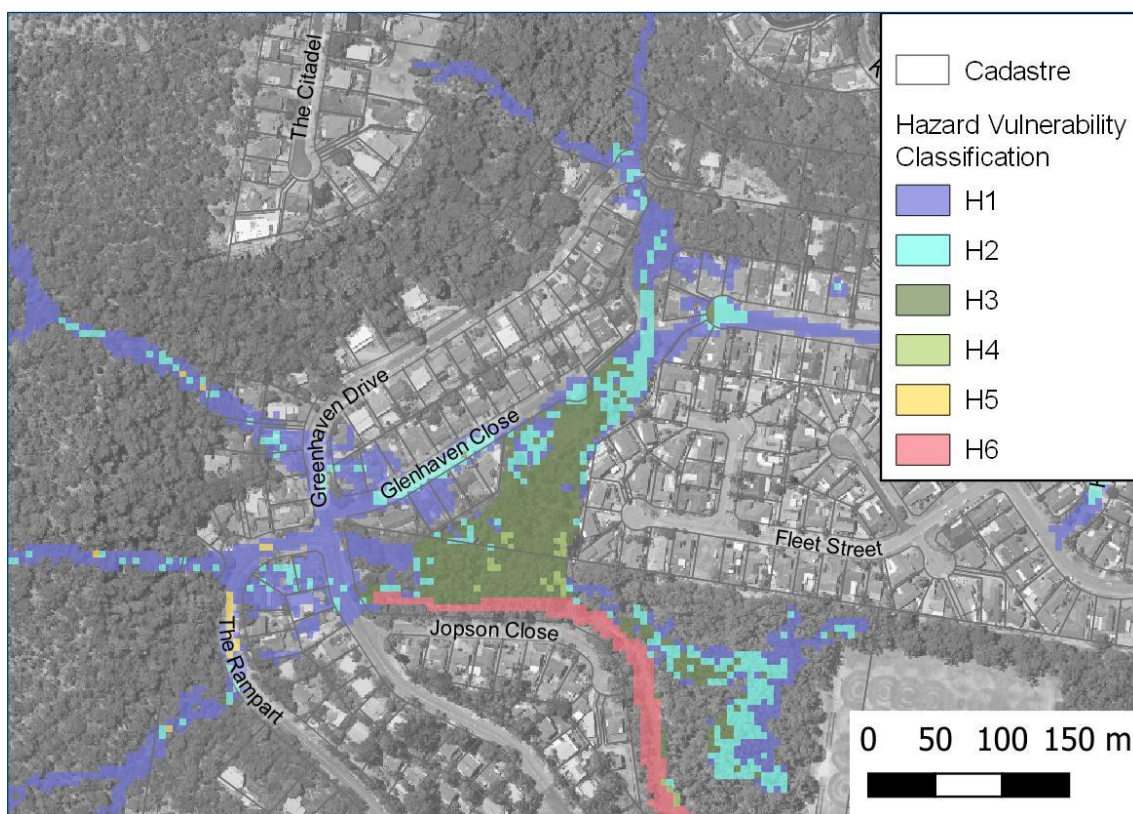 Cadastre
Hazard Vulnerability
Classification
H1
H2
H3
H4
H5
H6
The Citadel
Greenhaven Drive
Glenhaven Close
Fleet Street
Jopson Close
The Rampart
0 50 100 150 m